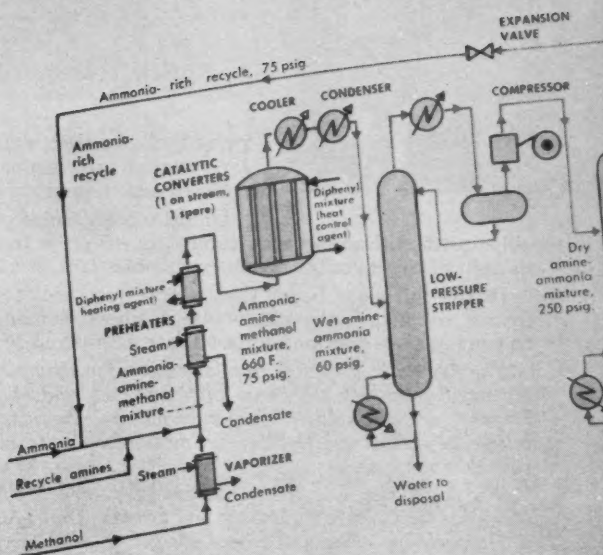 EXPANSION
VALVE
Ammonia- rich recycle, 75 psig.
COMPRESSOR
COOLER
CONDENSER
Ammonia-
rich
recycle
CATALYTIC
CONVERTERS
(1 on stream,
1 spare)
Diphenyl
mixture
(heat
control
agent)
Diphenyl mixture
heating agent)
PREHEATERS
Steam
Ammonia-
amine-
methanol
mixture
Ammonia-
amine-
methanol
mixture,
660 F.
75 psig.
Wet amine-
ammonia
mixture,
60 psig.
LOW-
PRESSURE
STRIPPER
Dry
amine-
ammonia
mixture,
250 psig.
Condensate
Ammonia
Recycle amines
Steam
VAPORIZER
Condensate
Methanol
Water to
disposal